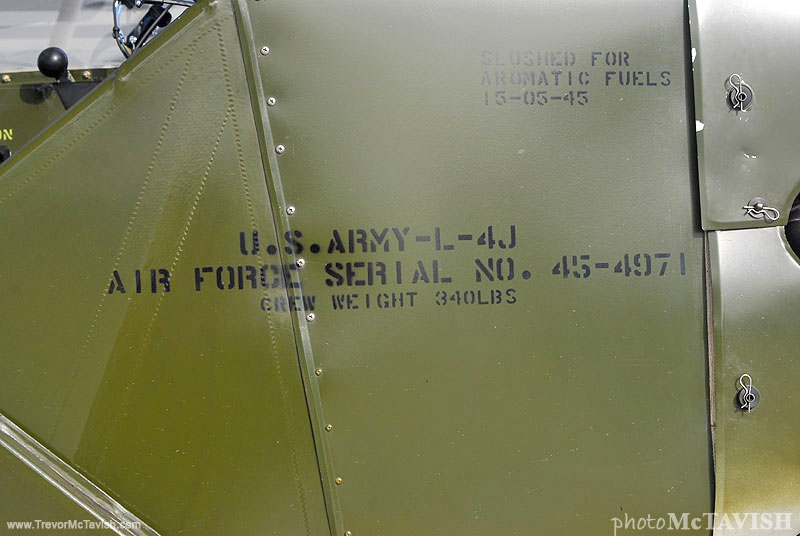 SLOSHED FOR
AROMATIC FUELS
15-05-45
ON
U.S.ARMY-L-4J
AIR FORCE SERIAL NO. 45-4971
CREW WEIGHT 340LBS
www.TrevorMcTavish.com
photoMcTAVISH